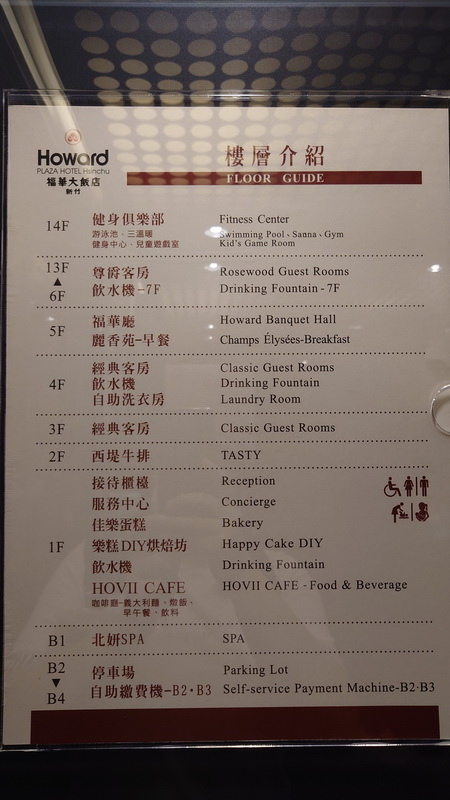 Howard
PLAZA HOTEL Hsinchu
福華大飯店
新竹
樓層介紹
FLOOR GUIDE
14F 健身俱樂部 Fitness Center
游泳池、三溫暖 Swimming Pool、Sauna、Gym
健身中心、兒童遊戲室 Kid's Game Room
13F
▲
6F
尊爵客房 Rosewood Guest Rooms
飲水機-7F Drinking Fountain - 7F
5F
福華廳 Howard Banquet Hall
麗香苑-早餐 Champs Élysées-Breakfast
經典客房 Classic Guest Rooms
4F 飲水機 Drinking Fountain
自助洗衣房 Laundry Room
3F 經典客房 Classic Guest Rooms
2F 西堤牛排 TASTY
接待櫃檯 Reception
服務中心 Concierge
佳樂蛋糕 Bakery
1F 樂糕DIY烘焙坊 Happy Cake DIY
飲水機 Drinking Fountain
HOVII CAFE HOVII CAFE - Food & Beverage
咖啡廳-義大利麵、燉飯、
早午餐、飲料
B1 北妍SPA SPA
B2
▼
B4
停車場 Parking Lot
自助繳費機-B2·B3 Self-service Payment Machine-B2·B3